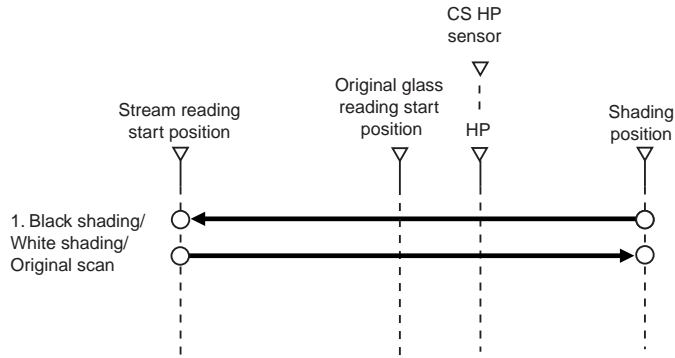 CS HP
sensor
Original glass
reading start
position
Stream reading
start position
HP
Shading
position
1. Black shading/
White shading/
Original scan